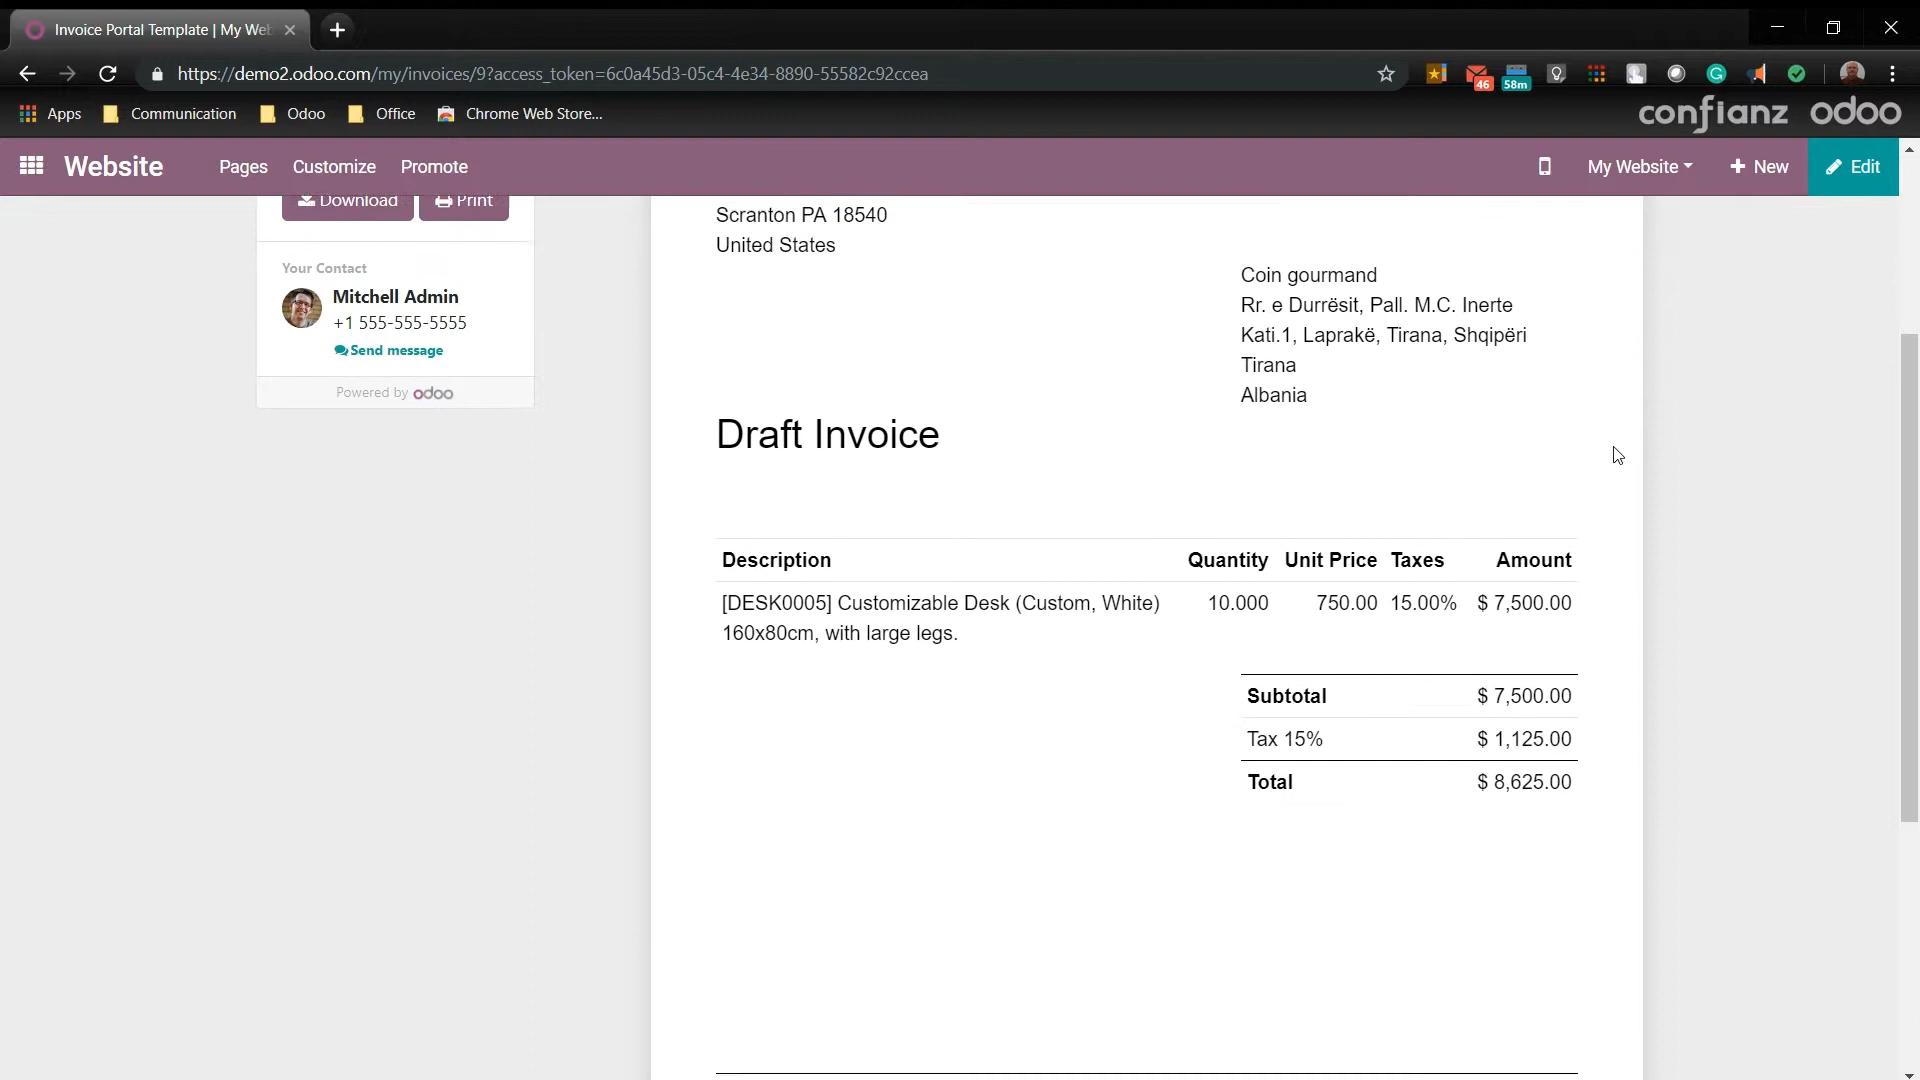 Invoice Portal Template | My Web
https://demo2.odoo.com/my/invoices/9?access_token=6c0a45d3-05c4-4e34-8890-55582c92ccea
46
58m
Apps
Communication
Odoo
Office
Chrome Web Store...
confianz odoo
Website
Pages
Customize
Promote
My Website
New
Edit
Download
Print
Your Contact
Mitchell Admin
+1 555-555-5555
Send message
Powered by odoo
Scranton PA 18540
United States
Coin gourmand
Rr. e Durrësit, Pall. M.C. Inerte
Kati.1, Laprakë, Tirana, Shqipëri
Tirana
Albania
Draft Invoice
Description Quantity Unit Price Taxes Amount
[DESK0005] Customizable Desk (Custom, White) 10.000 750.00 15.00% $ 7,500.00
160x80cm, with large legs.
Subtotal $ 7,500.00
Tax 15% $ 1,125.00
Total $ 8,625.00